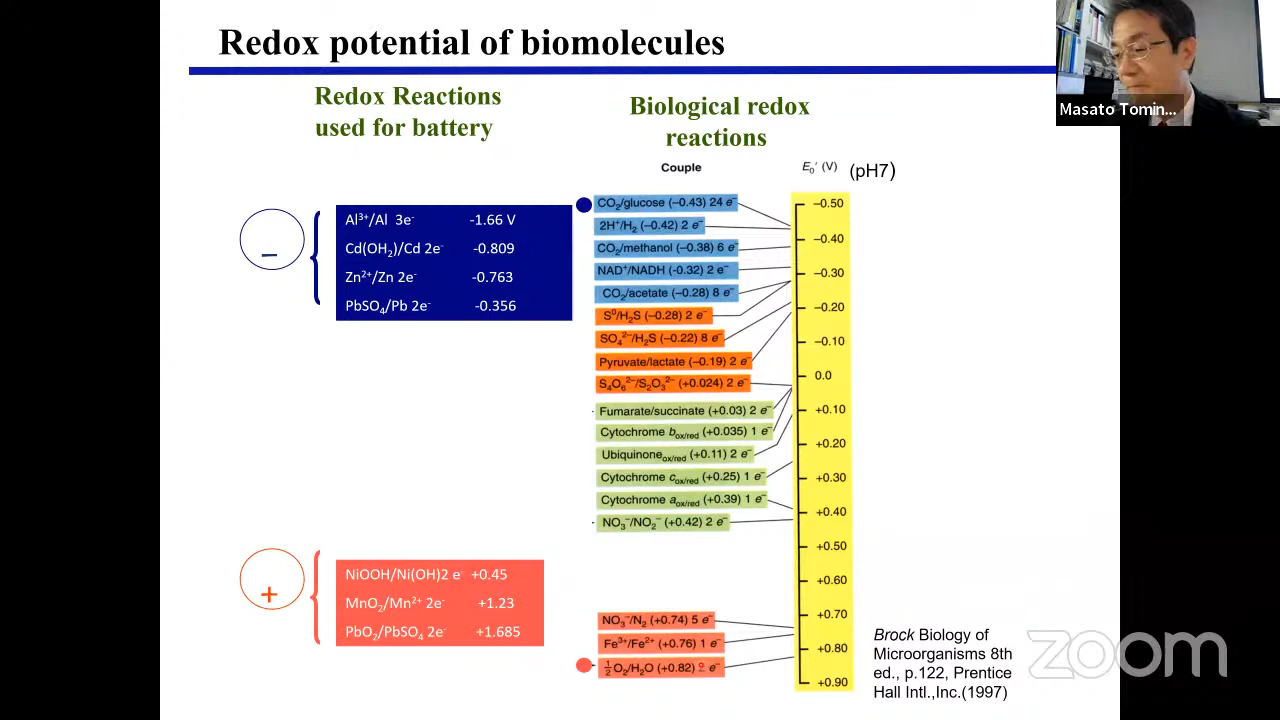 Redox potential of biomolecules
Masato Tomin...
Redox Reactions
used for battery
Biological redox
reactions
Couple
E₀′ (V)
(pH7)
−
Al³⁺/Al 3e⁻ -1.66 V
Cd(OH₂)/Cd 2e⁻ -0.809
Zn²⁺/Zn 2e⁻ -0.763
PbSO₄/Pb 2e⁻ -0.356
+
NiOOH/Ni(OH)2 e⁻ +0.45
MnO₂/Mn²⁺ 2e⁻ +1.23
PbO₂/PbSO₄ 2e⁻ +1.685
CO₂/glucose (−0.43) 24 e⁻
2H⁺/H₂ (−0.42) 2 e⁻
CO₂/methanol (−0.38) 6 e⁻
NAD⁺/NADH (-0.32) 2 e⁻
CO₂/acetate (−0.28) 8 e⁻
S⁰/H₂S (−0.28) 2 e⁻
SO₄²⁻/H₂S (−0.22) 8 e⁻
Pyruvate/lactate (−0.19) 2 e⁻
S₄O₆²⁻/S₂O₃²⁻ (+0.024) 2 e⁻
Fumarate/succinate (+0.03) 2 e⁻
Cytochrome b ox/red (+0.035) 1 e⁻
Ubiquinone ox/red (+0.11) 2 e⁻
Cytochrome c ox/red (+0.25) 1 e⁻
Cytochrome a ox/red (+0.39) 1 e⁻
NO₃⁻/NO₂⁻ (+0.42) 2 e⁻
NO₃⁻/N₂ (+0.74) 5 e⁻
Fe³⁺/Fe²⁺ (+0.76) 1 e⁻
½ O₂/H₂O (+0.82) 2 e⁻
−0.50
−0.40
−0.30
−0.20
−0.10
0.0
+0.10
+0.20
+0.30
+0.40
+0.50
+0.60
+0.70
+0.80
+0.90
Brock Biology of
Microorganisms 8th
ed., p.122, Prentice
Hall Intl.,Inc.(1997)
zoom